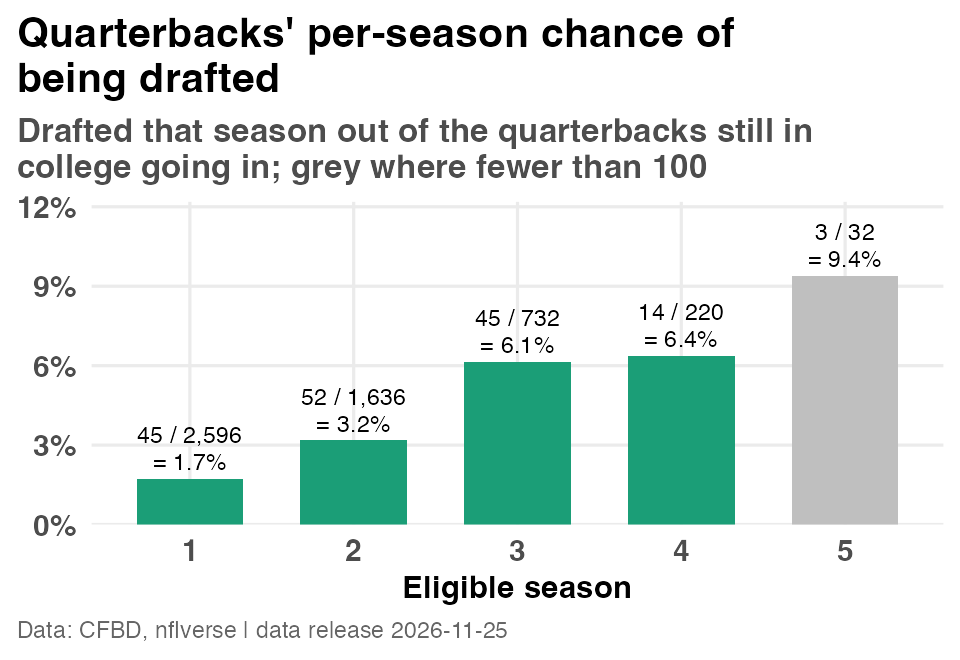 Quarterbacks' per-season chance of
being drafted
Drafted that season out of the quarterbacks still in
college going in; grey where fewer than 100
12%
9%
6%
3%
0%
45 / 2,596
= 1.7%
52 / 1,636
= 3.2%
45 / 732
= 6.1%
14 / 220
= 6.4%
3 / 32
= 9.4%
1
2
3
4
5
Eligible season
Data: CFBD, nflverse | data release 2026-11-25